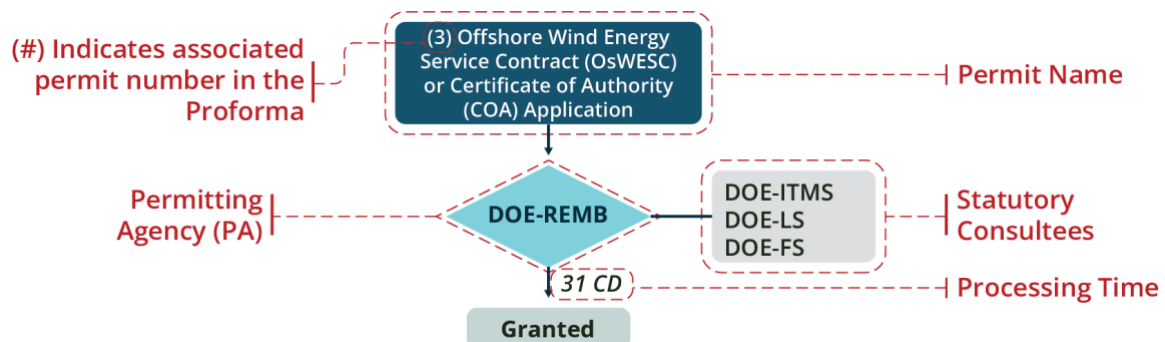 (#) Indicates associated
permit number in the
Proforma
(3) Offshore Wind Energy
Service Contract (OsWESC)
or Certificate of Authority
(COA) Application
Permit Name
Permitting
Agency (PA)
DOE-REMB
DOE-ITMS
DOE-LS
DOE-FS
Statutory
Consultees
31 CD
Processing Time
Granted